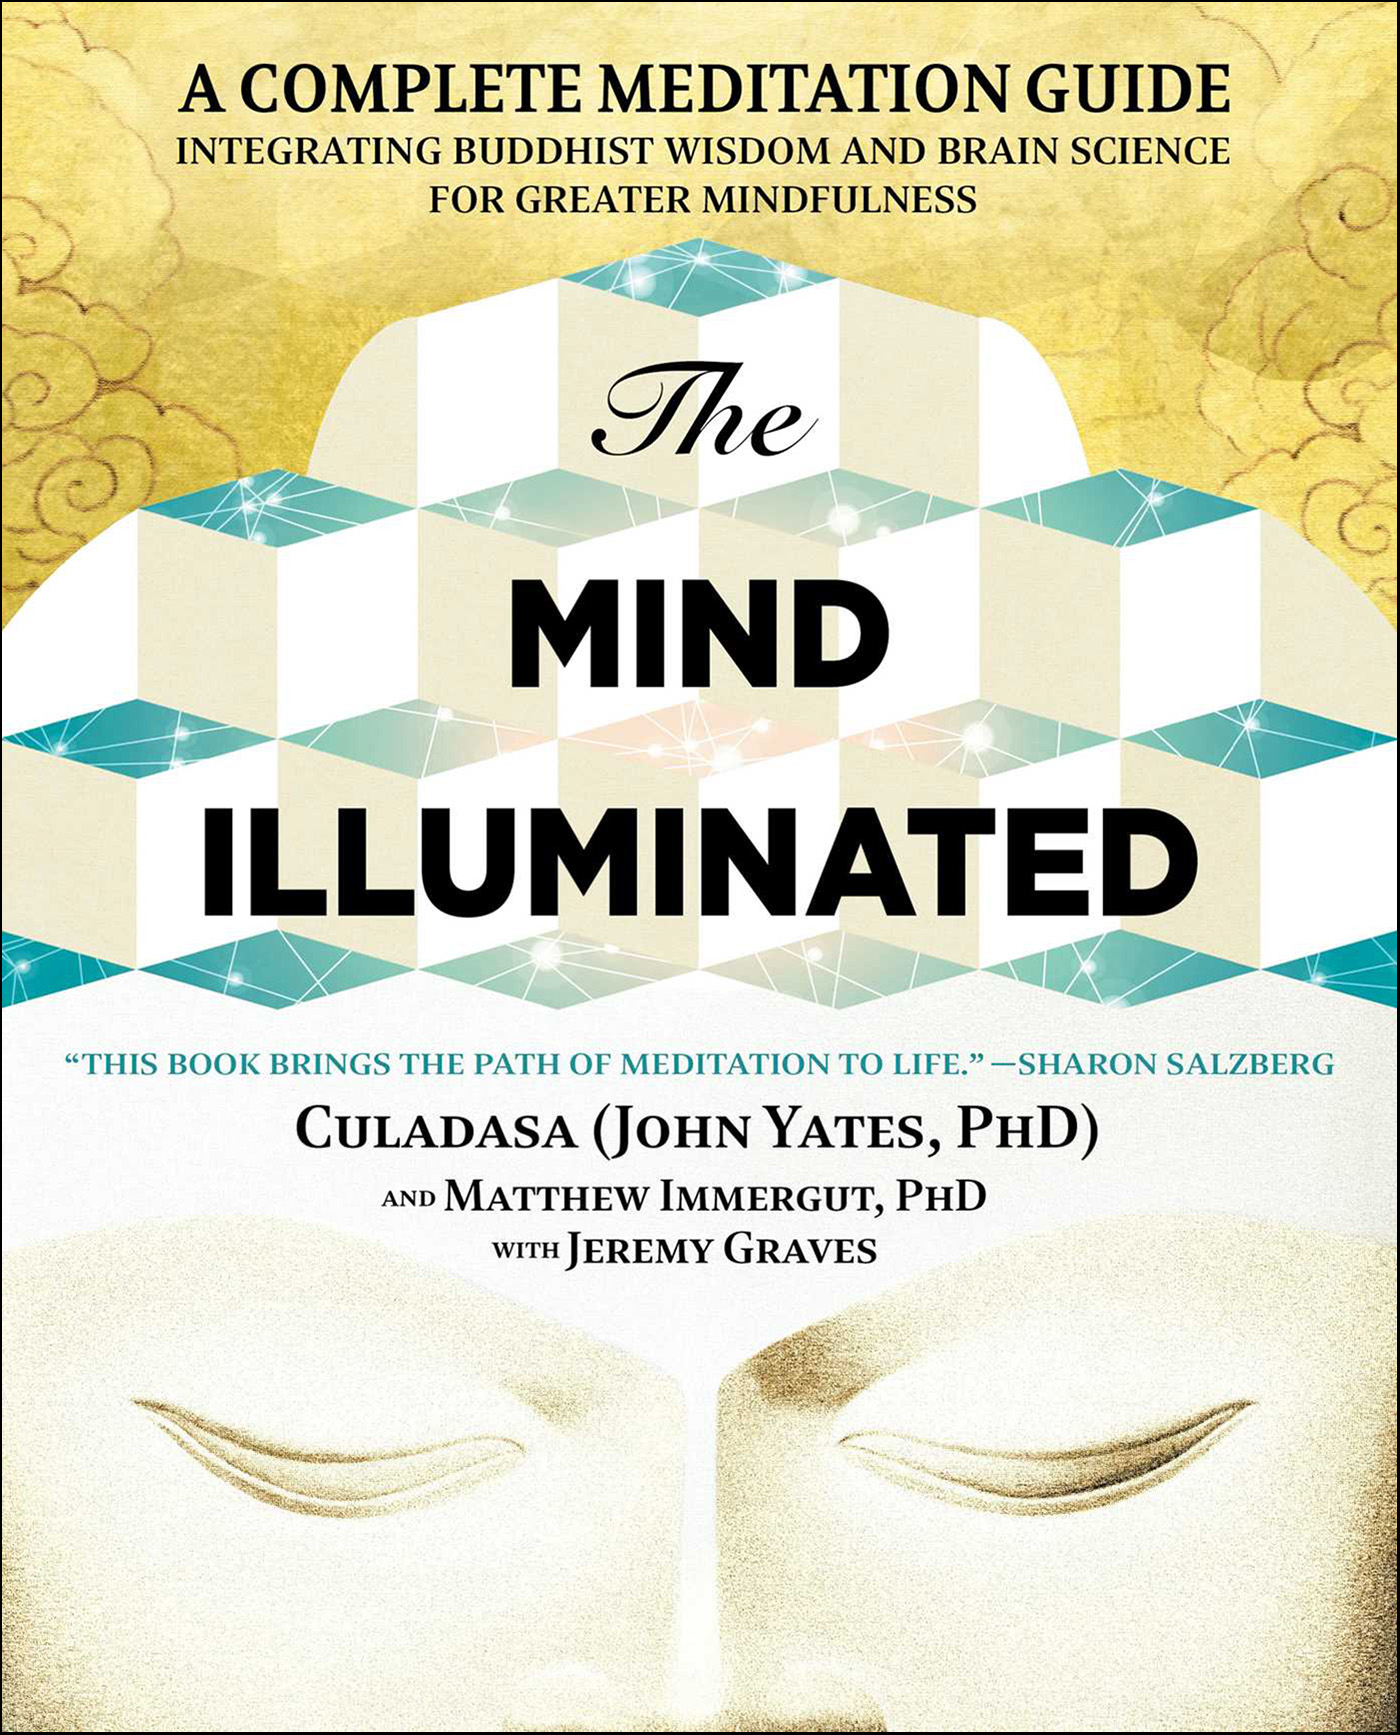 A COMPLETE MEDITATION GUIDE
INTEGRATING BUDDHIST WISDOM AND BRAIN SCIENCE
FOR GREATER MINDFULNESS
The
MIND
ILLUMINATED
“THIS BOOK BRINGS THE PATH OF MEDITATION TO LIFE.” —SHARON SALZBERG
CULADASA (JOHN YATES, PHD)
AND MATTHEW IMMERGUT, PHD
WITH JEREMY GRAVES